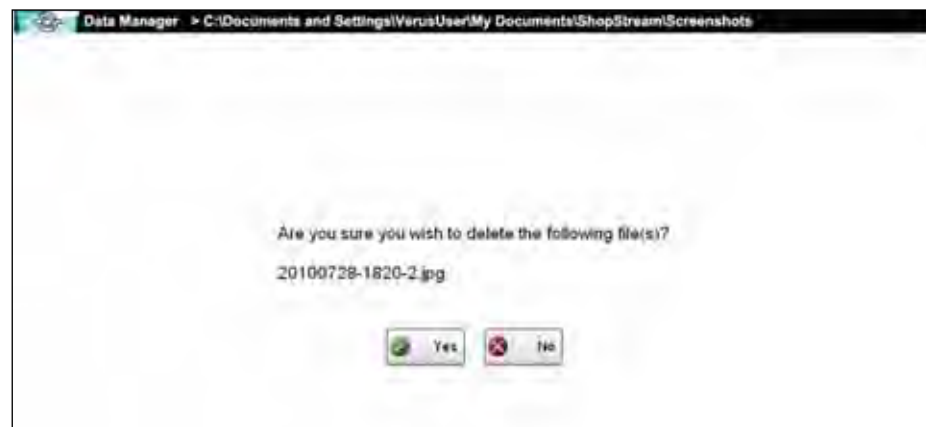 Data Manager > C:\Documents and Settings\VerusUser\My Documents\ShopStream\Screenshots
Are you sure you wish to delete the following file(s)?
20100728-1820-2.jpg
Yes No